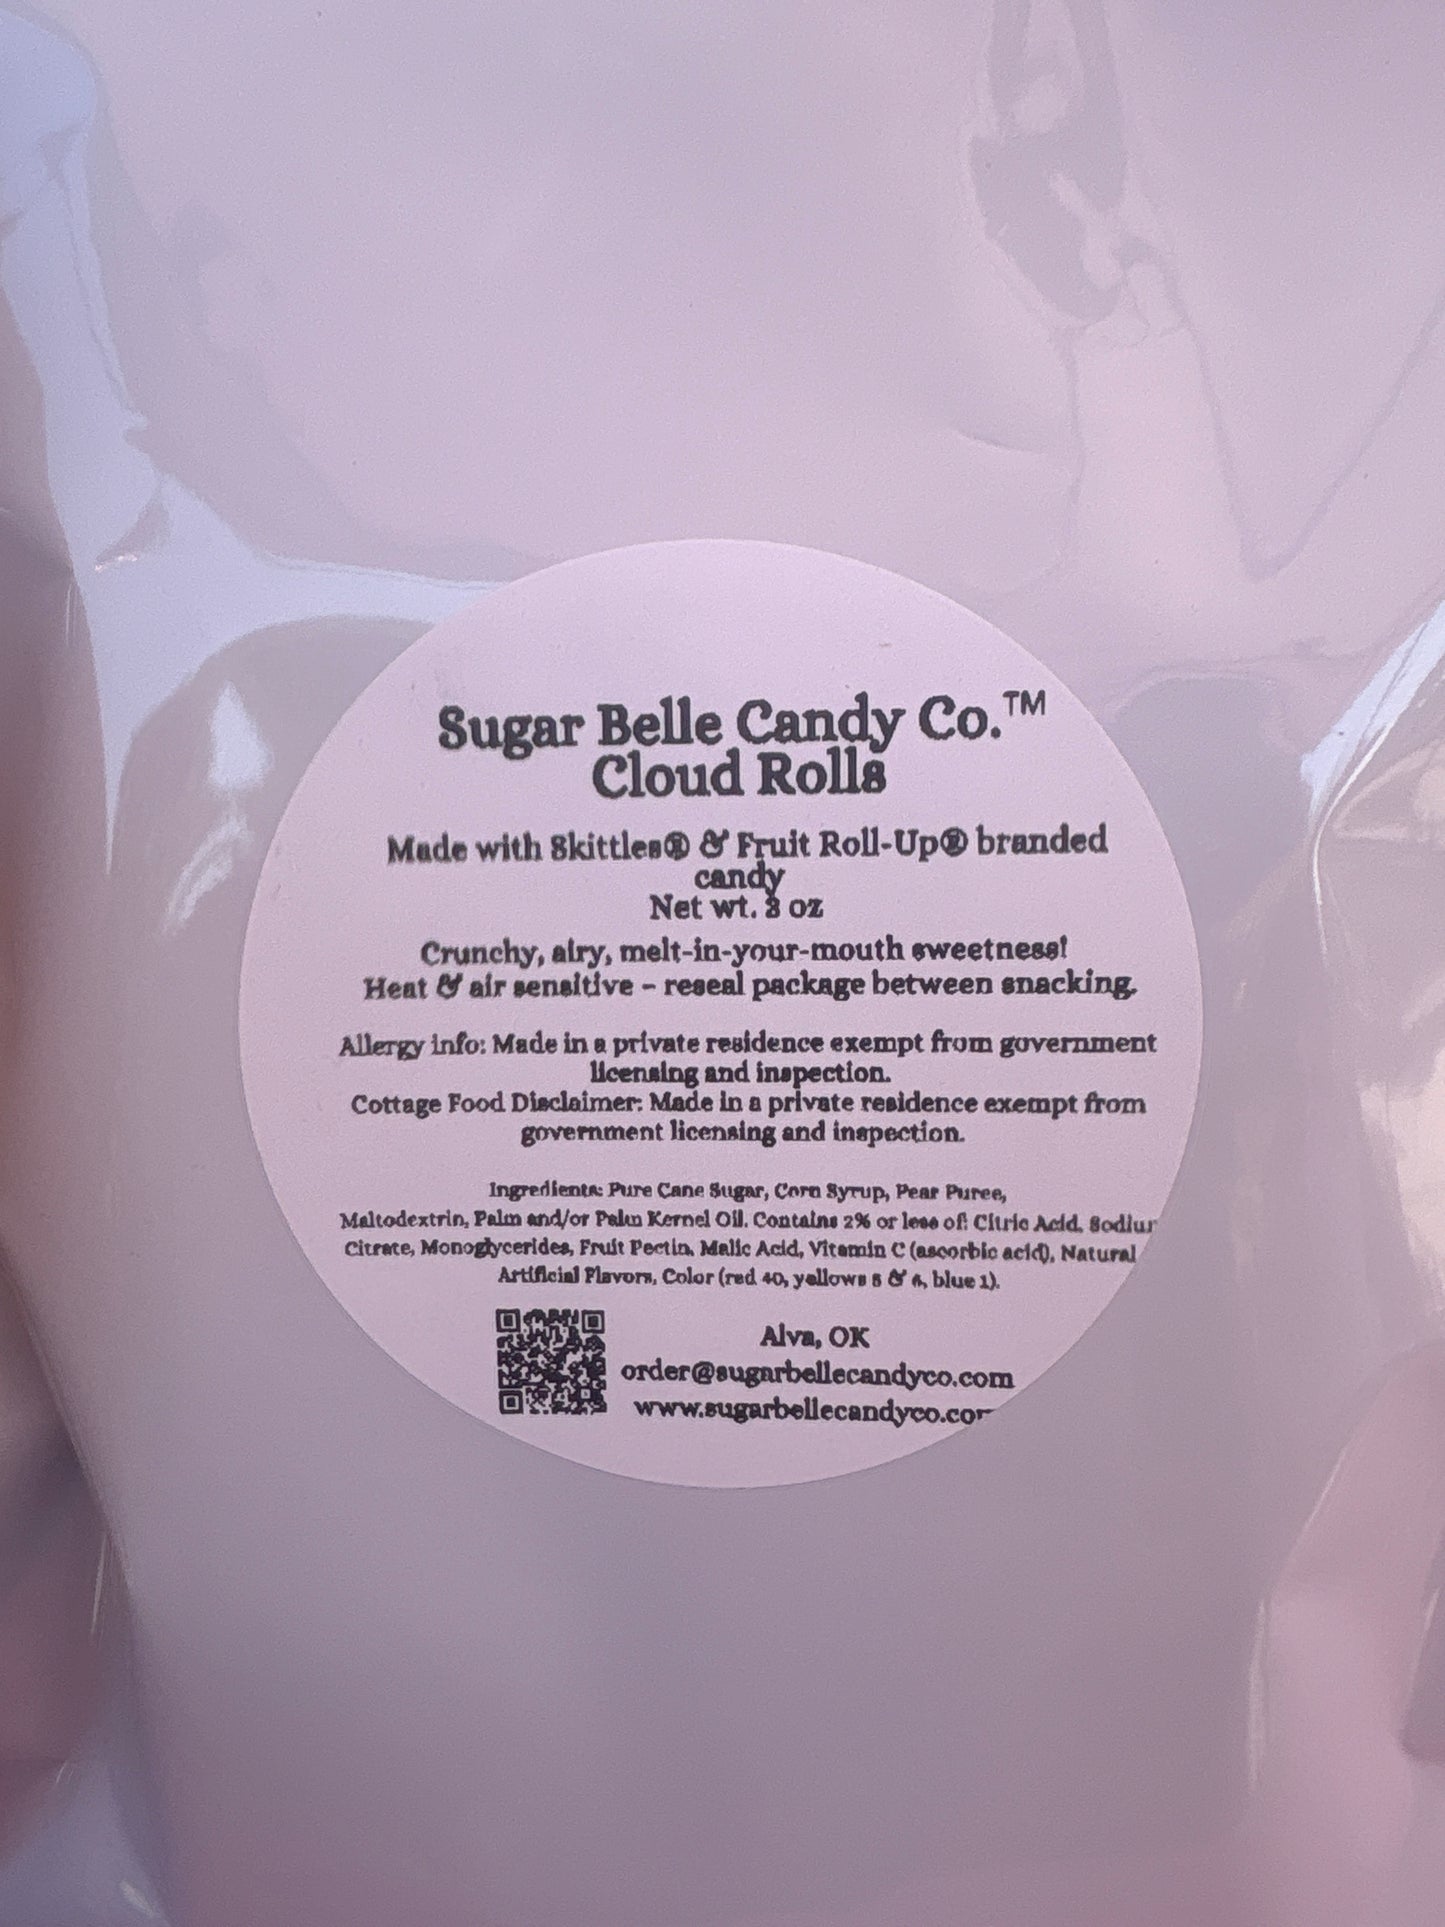 Sugar Belle Candy Co.™
Cloud Rolls
Made with Skittles® & Fruit Roll-Up® branded
candy
Net wt. 3 oz
Crunchy, airy, melt-in-your-mouth sweetness!
Heat & air sensitive – reseal package between snacking.
Allergy info: Made in a private residence exempt from government
licensing and inspection.
Cottage Food Disclaimer: Made in a private residence exempt from
government licensing and inspection.
Ingredients: Pure Cane Sugar, Corn Syrup, Pear Puree,
Maltodextrin, Palm and/or Palm Kernel Oil. Contains 2% or less of: Citric Acid, Sodiur
Citrate, Monoglycerides, Fruit Pectin, Malic Acid, Vitamin C (ascorbic acid), Natural
Artificial Flavors, Color (red 40, yellows 5 & 6, blue 1).
Alva, OK
order@sugarbellecandyco.com
www.sugarbellecandyco.cor